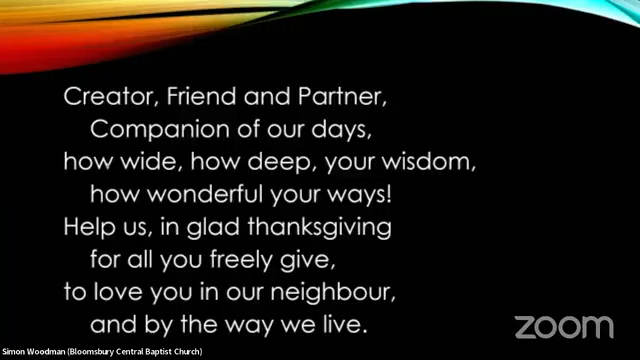 Creator, Friend and Partner,
Companion of our days,
how wide, how deep, your wisdom,
how wonderful your ways!
Help us, in glad thanksgiving
for all you freely give,
to love you in our neighbour,
and by the way we live.
zoom
Simon Woodman (Bloomsbury Central Baptist Church)